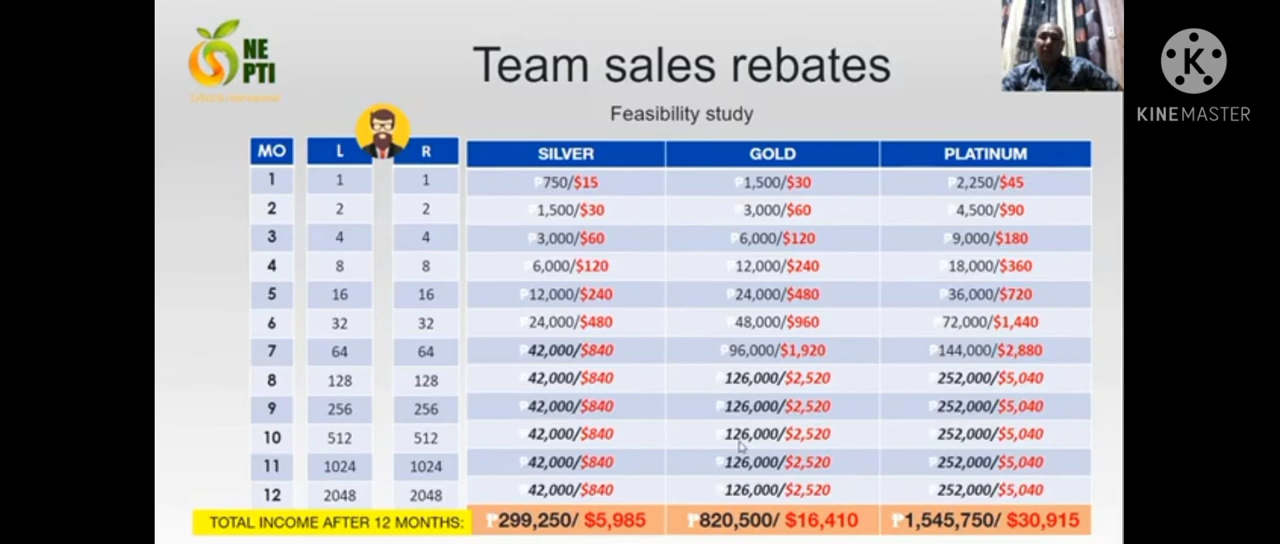 NE
PTI
Team sales rebates
Feasibility study
K
KINEMASTER
MO L R SILVER GOLD PLATINUM
1 1 1 ₱750/$15 ₱1,500/$30 ₱2,250/$45
2 2 2 ₱1,500/$30 ₱3,000/$60 ₱4,500/$90
3 4 4 ₱3,000/$60 ₱6,000/$120 ₱9,000/$180
4 8 8 ₱6,000/$120 ₱12,000/$240 ₱18,000/$360
5 16 16 ₱12,000/$240 ₱24,000/$480 ₱36,000/$720
6 32 32 ₱24,000/$480 ₱48,000/$960 ₱72,000/$1,440
7 64 64 ₱42,000/$840 ₱96,000/$1,920 ₱144,000/$2,880
8 128 128 ₱42,000/$840 ₱126,000/$2,520 ₱252,000/$5,040
9 256 256 ₱42,000/$840 ₱126,000/$2,520 ₱252,000/$5,040
10 512 512 ₱42,000/$840 ₱126,000/$2,520 ₱252,000/$5,040
11 1024 1024 ₱42,000/$840 ₱126,000/$2,520 ₱252,000/$5,040
12 2048 2048 ₱42,000/$840 ₱126,000/$2,520 ₱252,000/$5,040
TOTAL INCOME AFTER 12 MONTHS: ₱299,250/ $5,985 ₱820,500/ $16,410 ₱1,545,750/ $30,915